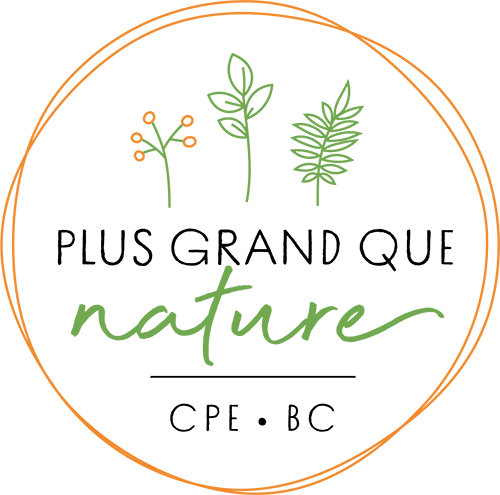 PLUS GRAND QUE
nature
CPE • BC